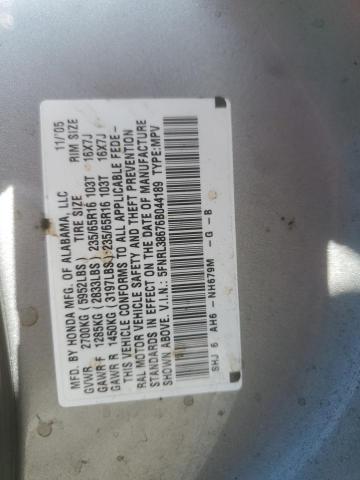 MFD. BY HONDA MFG. OF ALABAMA, LLC 11/'05
TIRE SIZE RIM SIZE
GVWR 2700KG (5952LBS)
GAWR F 1285KG (2833LBS) 235/65R16 103T 16X7J
GAWR R 1450KG (3197LBS) 235/65R16 103T 16X7J
THIS VEHICLE CONFORMS TO ALL APPLICABLE FEDE-
RAL MOTOR VEHICLE SAFETY AND THEFT PREVENTION
STANDARDS IN EFFECT ON THE DATE OF MANUFACTURE
SHOWN ABOVE. V.I.N.: 5FNRL38676B044189 TYPE:MPV
SHJ 6 AH6 -NH679M -G -B